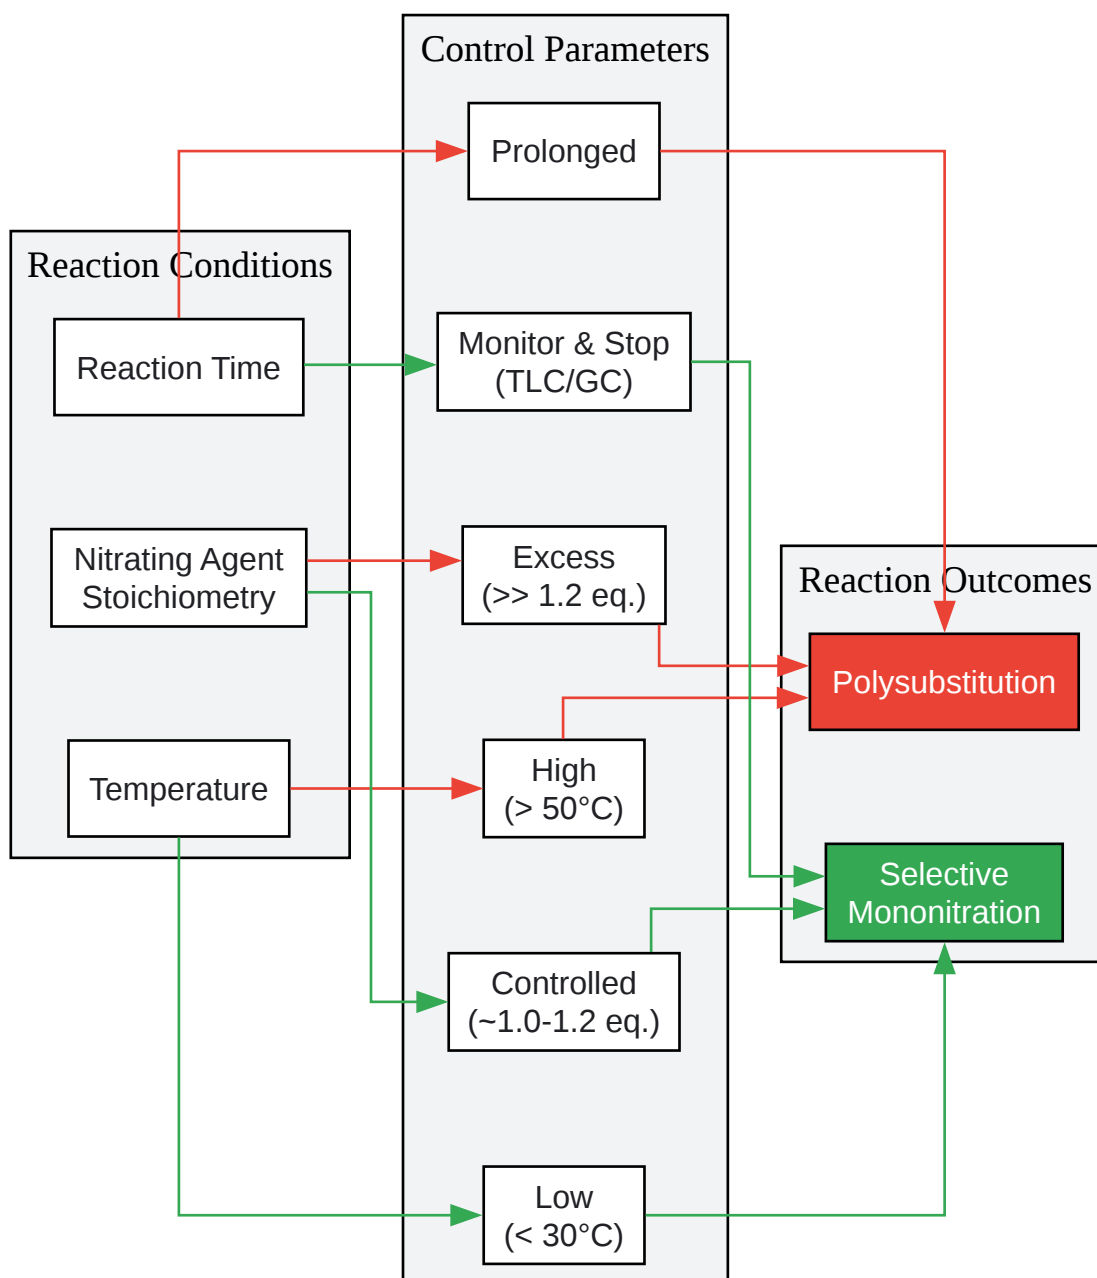 Control Parameters
Prolonged
Reaction Conditions
Reaction Time
Monitor & Stop
(TLC/GC)
Nitrating Agent
Stoichiometry
Excess
(>> 1.2 eq.)
Reaction Outcomes
Polysubstitution
Temperature
High
(> 50°C)
Selective
Mononitration
Controlled
(~1.0-1.2 eq.)
Low
(< 30°C)